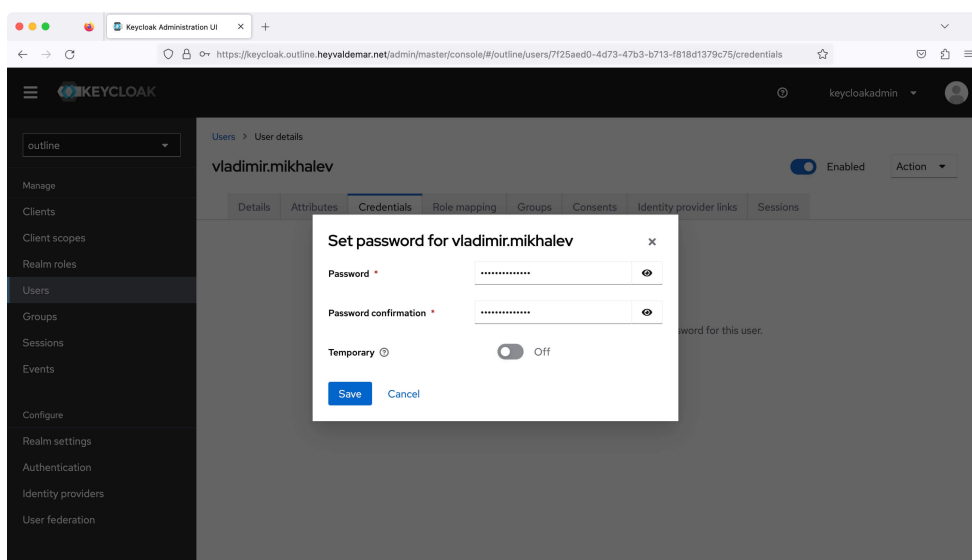 Keycloak Administration UI
https://keycloak.outline.heyvaldemar.net/admin/master/console/#/outline/users/7f25aed0-4d73-47b3-b713-f818d1379c75/credentials
KEYCLOAK
keycloakadmin
outline
Users > User details
vladimir.mikhalev
Enabled
Action
Manage
Clients
Client scopes
Realm roles
Users
Groups
Sessions
Events
Configure
Realm settings
Authentication
Identity providers
User federation
Details Attributes Credentials Role mapping Groups Consents Identity provider links Sessions
Set password for vladimir.mikhalev
Password *
••••••••••••••
Password confirmation *
••••••••••••••
Temporary
Off
Save Cancel
sword for this user.